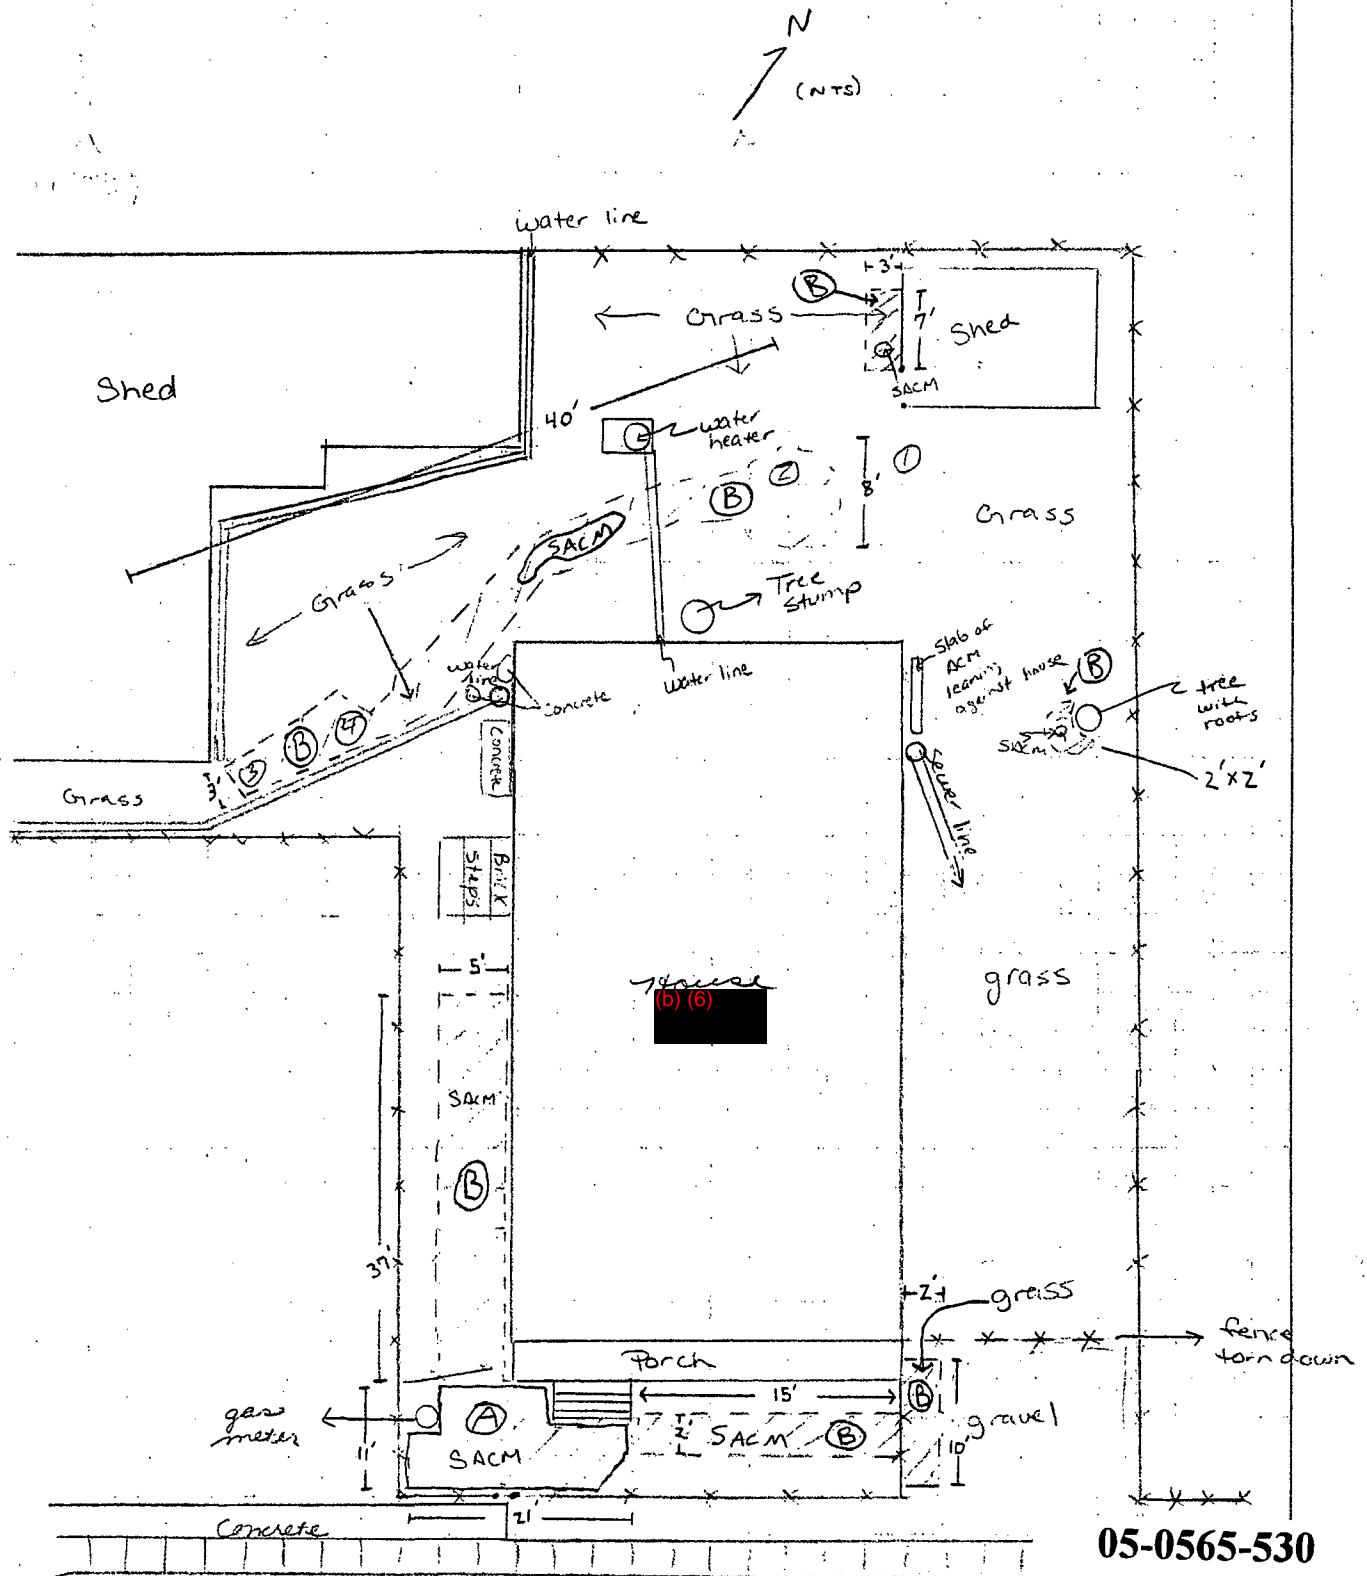 N
(NTS)
water line
3'
B
Grass
7'
Shed
SACM
Shed
40'
water
heater
2
8'
1
B
Grass
SACM
Grass
Tree
Stump
Slab of
ACM
leaning
against house
B
tree
with
roots
water
line
concrete
water line
SACM
2'x2'
4
B
3
3'
Concrete
Grass
Sewer line
Brick
Steps
5'
House
(b) (6)
grass
SACM
B
37'
2'
grass
fence
torn down
Porch
15'
B
gas
meter
A
gravel
11'
SACM
2'
SACM
B
10'
21'
Concrete
05-0565-530